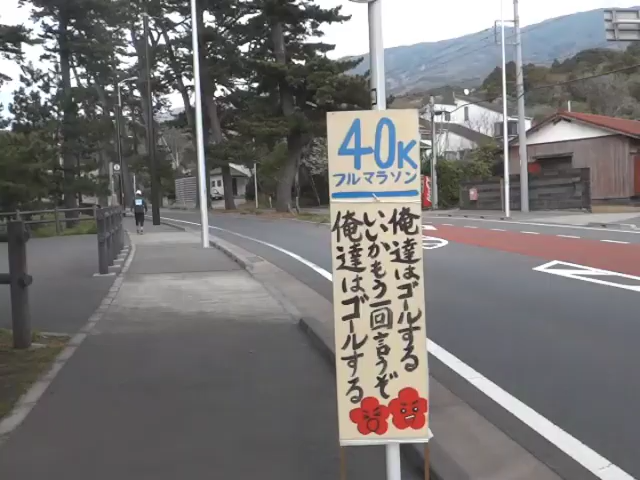 40K
フルマラソン
俺達はゴールする
いいかもう一回言うぞ
俺達はゴールする